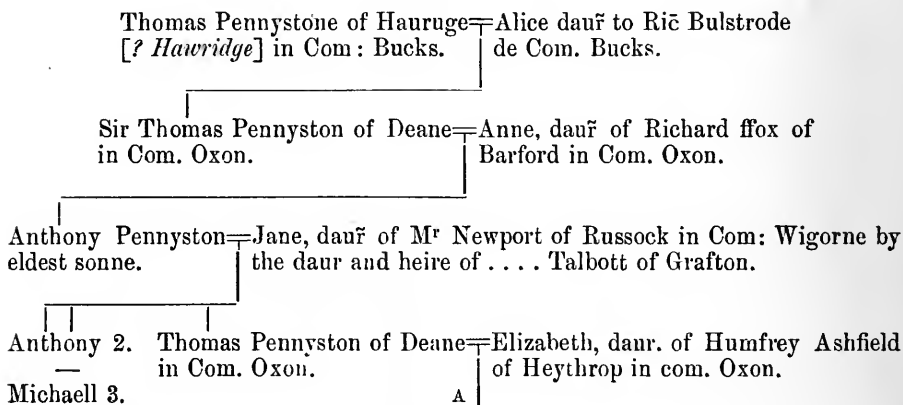 Thomas Pennystone of Hauruge=Alice daur̃ to Ric̃ Bulstrode
[? Hawridge] in Com : Bucks. de Com. Bucks.
Sir Thomas Pennyston of Deane=Anne, daur̃ of Richard ffox of
in Com. Oxon. Barford in Com. Oxon.
Anthony Pennyston=Jane, daur̃ of Mʳ Newport of Russock in Com: Wigorne by
eldest sonne. the daur and heire of .... Talbott of Grafton.
Anthony 2. Thomas Pennyston of Deane=Elizabeth, daur. of Humfrey Ashfield
— in Com. Oxon. of Heythrop in com. Oxon.
Michaell 3. A